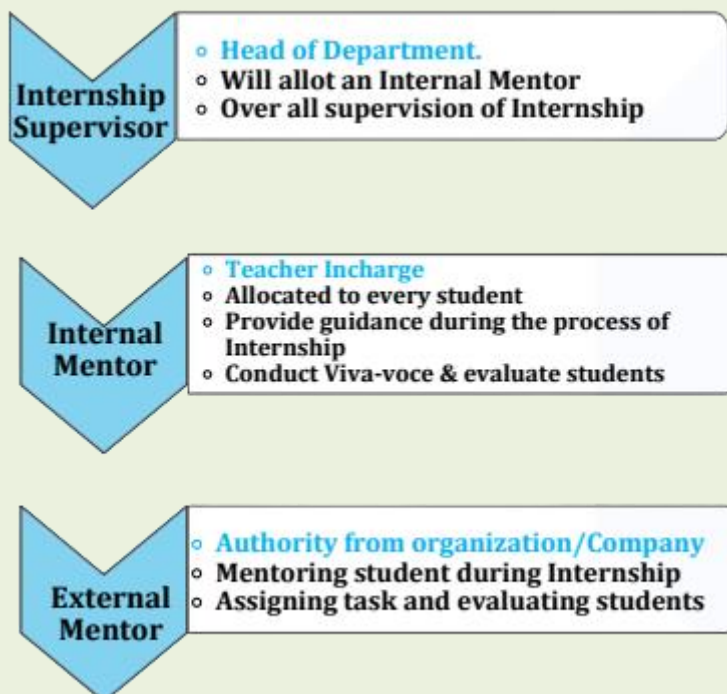 Internship
Supervisor
◦ Head of Department.
◦ Will allot an Internal Mentor
◦ Over all supervision of Internship
Internal
Mentor
◦ Teacher Incharge
◦ Allocated to every student
◦ Provide guidance during the process of
Internship
◦ Conduct Viva-voce & evaluate students
External
Mentor
◦ Authority from organization/Company
◦ Mentoring student during Internship
◦ Assigning task and evaluating students